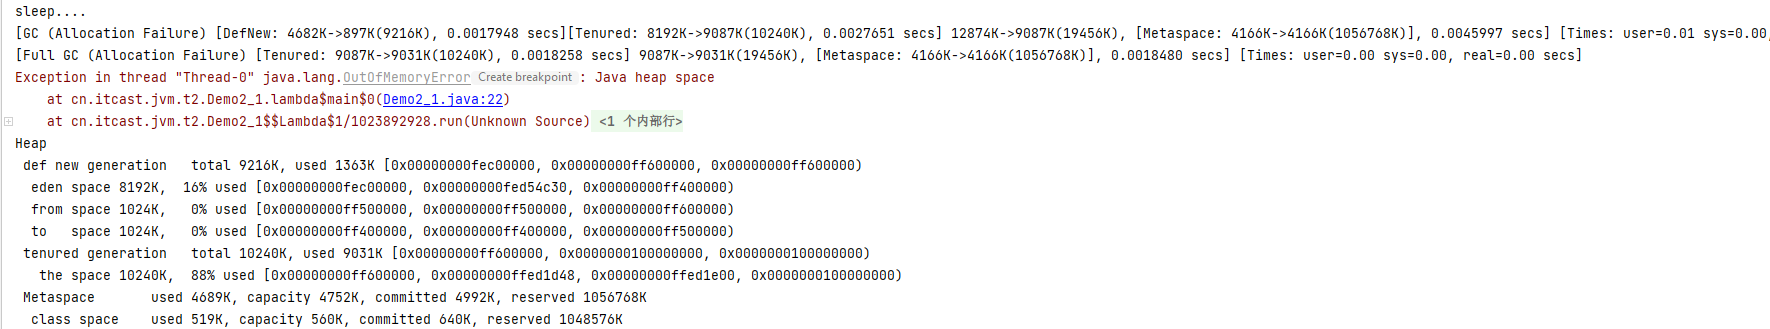 sleep....
[GC (Allocation Failure) [DefNew: 4682K->897K(9216K), 0.0017948 secs][Tenured: 8192K->9087K(10240K), 0.0027651 secs] 12874K->9087K(19456K), [Metaspace: 4166K->4166K(1056768K)], 0.0045997 secs] [Times: user=0.01 sys=0.00,
[Full GC (Allocation Failure) [Tenured: 9087K->9031K(10240K), 0.0018258 secs] 9087K->9031K(19456K), [Metaspace: 4166K->4166K(1056768K)], 0.0018480 secs] [Times: user=0.00 sys=0.00, real=0.00 secs]
Exception in thread "Thread-0" java.lang.OutOfMemoryError Create breakpoint : Java heap space
    at cn.itcast.jvm.t2.Demo2_1.lambda$main$0(Demo2_1.java:22)
    at cn.itcast.jvm.t2.Demo2_1$$Lambda$1/1023892928.run(Unknown Source) <1 个内部行>
Heap
 def new generation   total 9216K, used 1363K [0x00000000fec00000, 0x00000000ff600000, 0x00000000ff600000)
  eden space 8192K,  16% used [0x00000000fec00000, 0x00000000fed54c30, 0x00000000ff400000)
  from space 1024K,   0% used [0x00000000ff500000, 0x00000000ff500000, 0x00000000ff600000)
  to   space 1024K,   0% used [0x00000000ff400000, 0x00000000ff400000, 0x00000000ff500000)
 tenured generation   total 10240K, used 9031K [0x00000000ff600000, 0x0000000100000000, 0x0000000100000000)
   the space 10240K,  88% used [0x00000000ff600000, 0x00000000ffed1d48, 0x00000000ffed1e00, 0x0000000100000000)
 Metaspace       used 4689K, capacity 4752K, committed 4992K, reserved 1056768K
  class space    used 519K, capacity 560K, committed 640K, reserved 1048576K